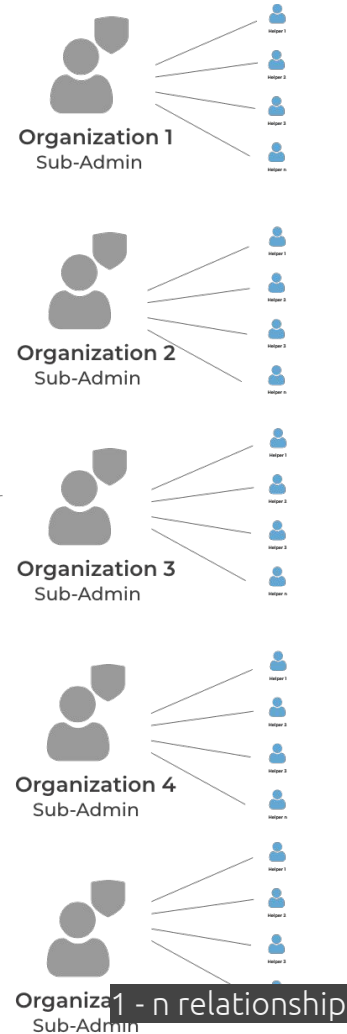 Helper 1
Helper 2
Helper 3
Helper n
Organization 1
Sub-Admin
Helper 1
Helper 2
Helper 3
Helper n
Organization 2
Sub-Admin
Helper 1
Helper 2
Helper 3
Helper n
Organization 3
Sub-Admin
Helper 1
Helper 2
Helper 3
Helper n
Organization 4
Sub-Admin
Helper 1
Helper 2
Helper 3
Organiza
1 - n relationship
Sub-Admin